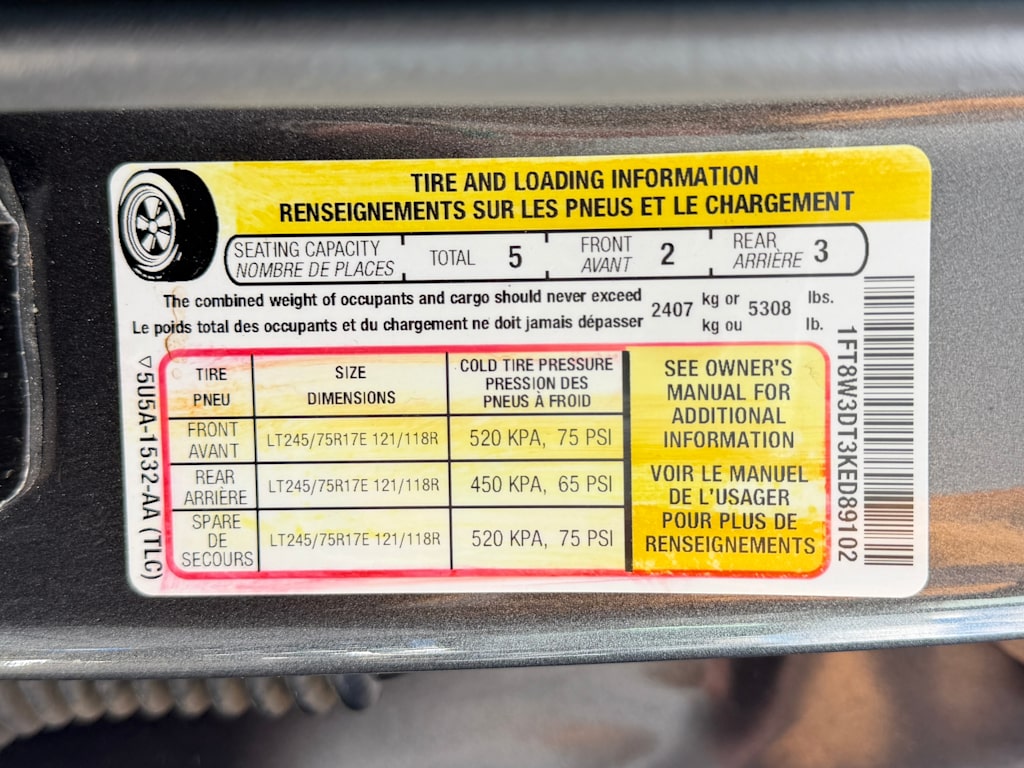 TIRE AND LOADING INFORMATION
RENSEIGNEMENTS SUR LES PNEUS ET LE CHARGEMENT
SEATING CAPACITY TOTAL 5 FRONT 2 REAR 3
NOMBRE DE PLACES AVANT ARRIÈRE
The combined weight of occupants and cargo should never exceed 2407 kg or 5308 lbs.
Le poids total des occupants et du chargement ne doit jamais dépasser kg ou lb.
TIRE SIZE COLD TIRE PRESSURE
PNEU DIMENSIONS PRESSION DES
PNEUS À FROID
FRONT
AVANT LT245/75R17E 121/118R 520 KPA, 75 PSI
REAR
ARRIÈRE LT245/75R17E 121/118R 450 KPA, 65 PSI
SPARE
DE
SECOURS LT245/75R17E 121/118R 520 KPA, 75 PSI
SEE OWNER'S
MANUAL FOR
ADDITIONAL
INFORMATION
VOIR LE MANUEL
DE L'USAGER
POUR PLUS DE
RENSEIGNEMENTS
5U5A-1532-AA (TLC)
1FT8W3DT3KED89102